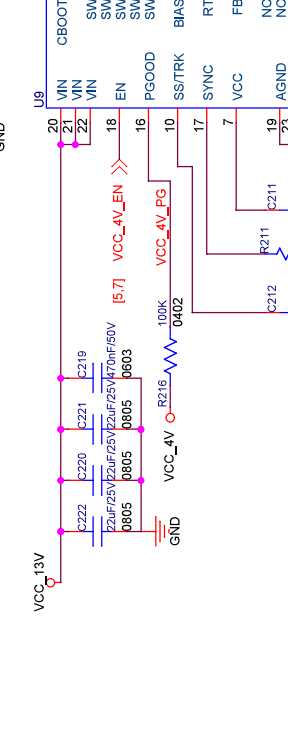 U9
CBOOT
SW
SW
SW
SW
SW
BIAS
RT
FB
NC
NC
VIN
VIN
VIN
EN
PGOOD
SS/TRK
SYNC
VCC
AGND
20
21
22
18
16
10
17
7
19
23
GND
VCC_4V_EN
[5,7]
VCC_4V_PG
C211
R211
C212
100K
0402
R216
VCC_4V
C219
470nF/50V
0603
C221
22uF/25V
0805
C220
22uF/25V
0805
C222
22uF/25V
0805
GND
VCC_13V